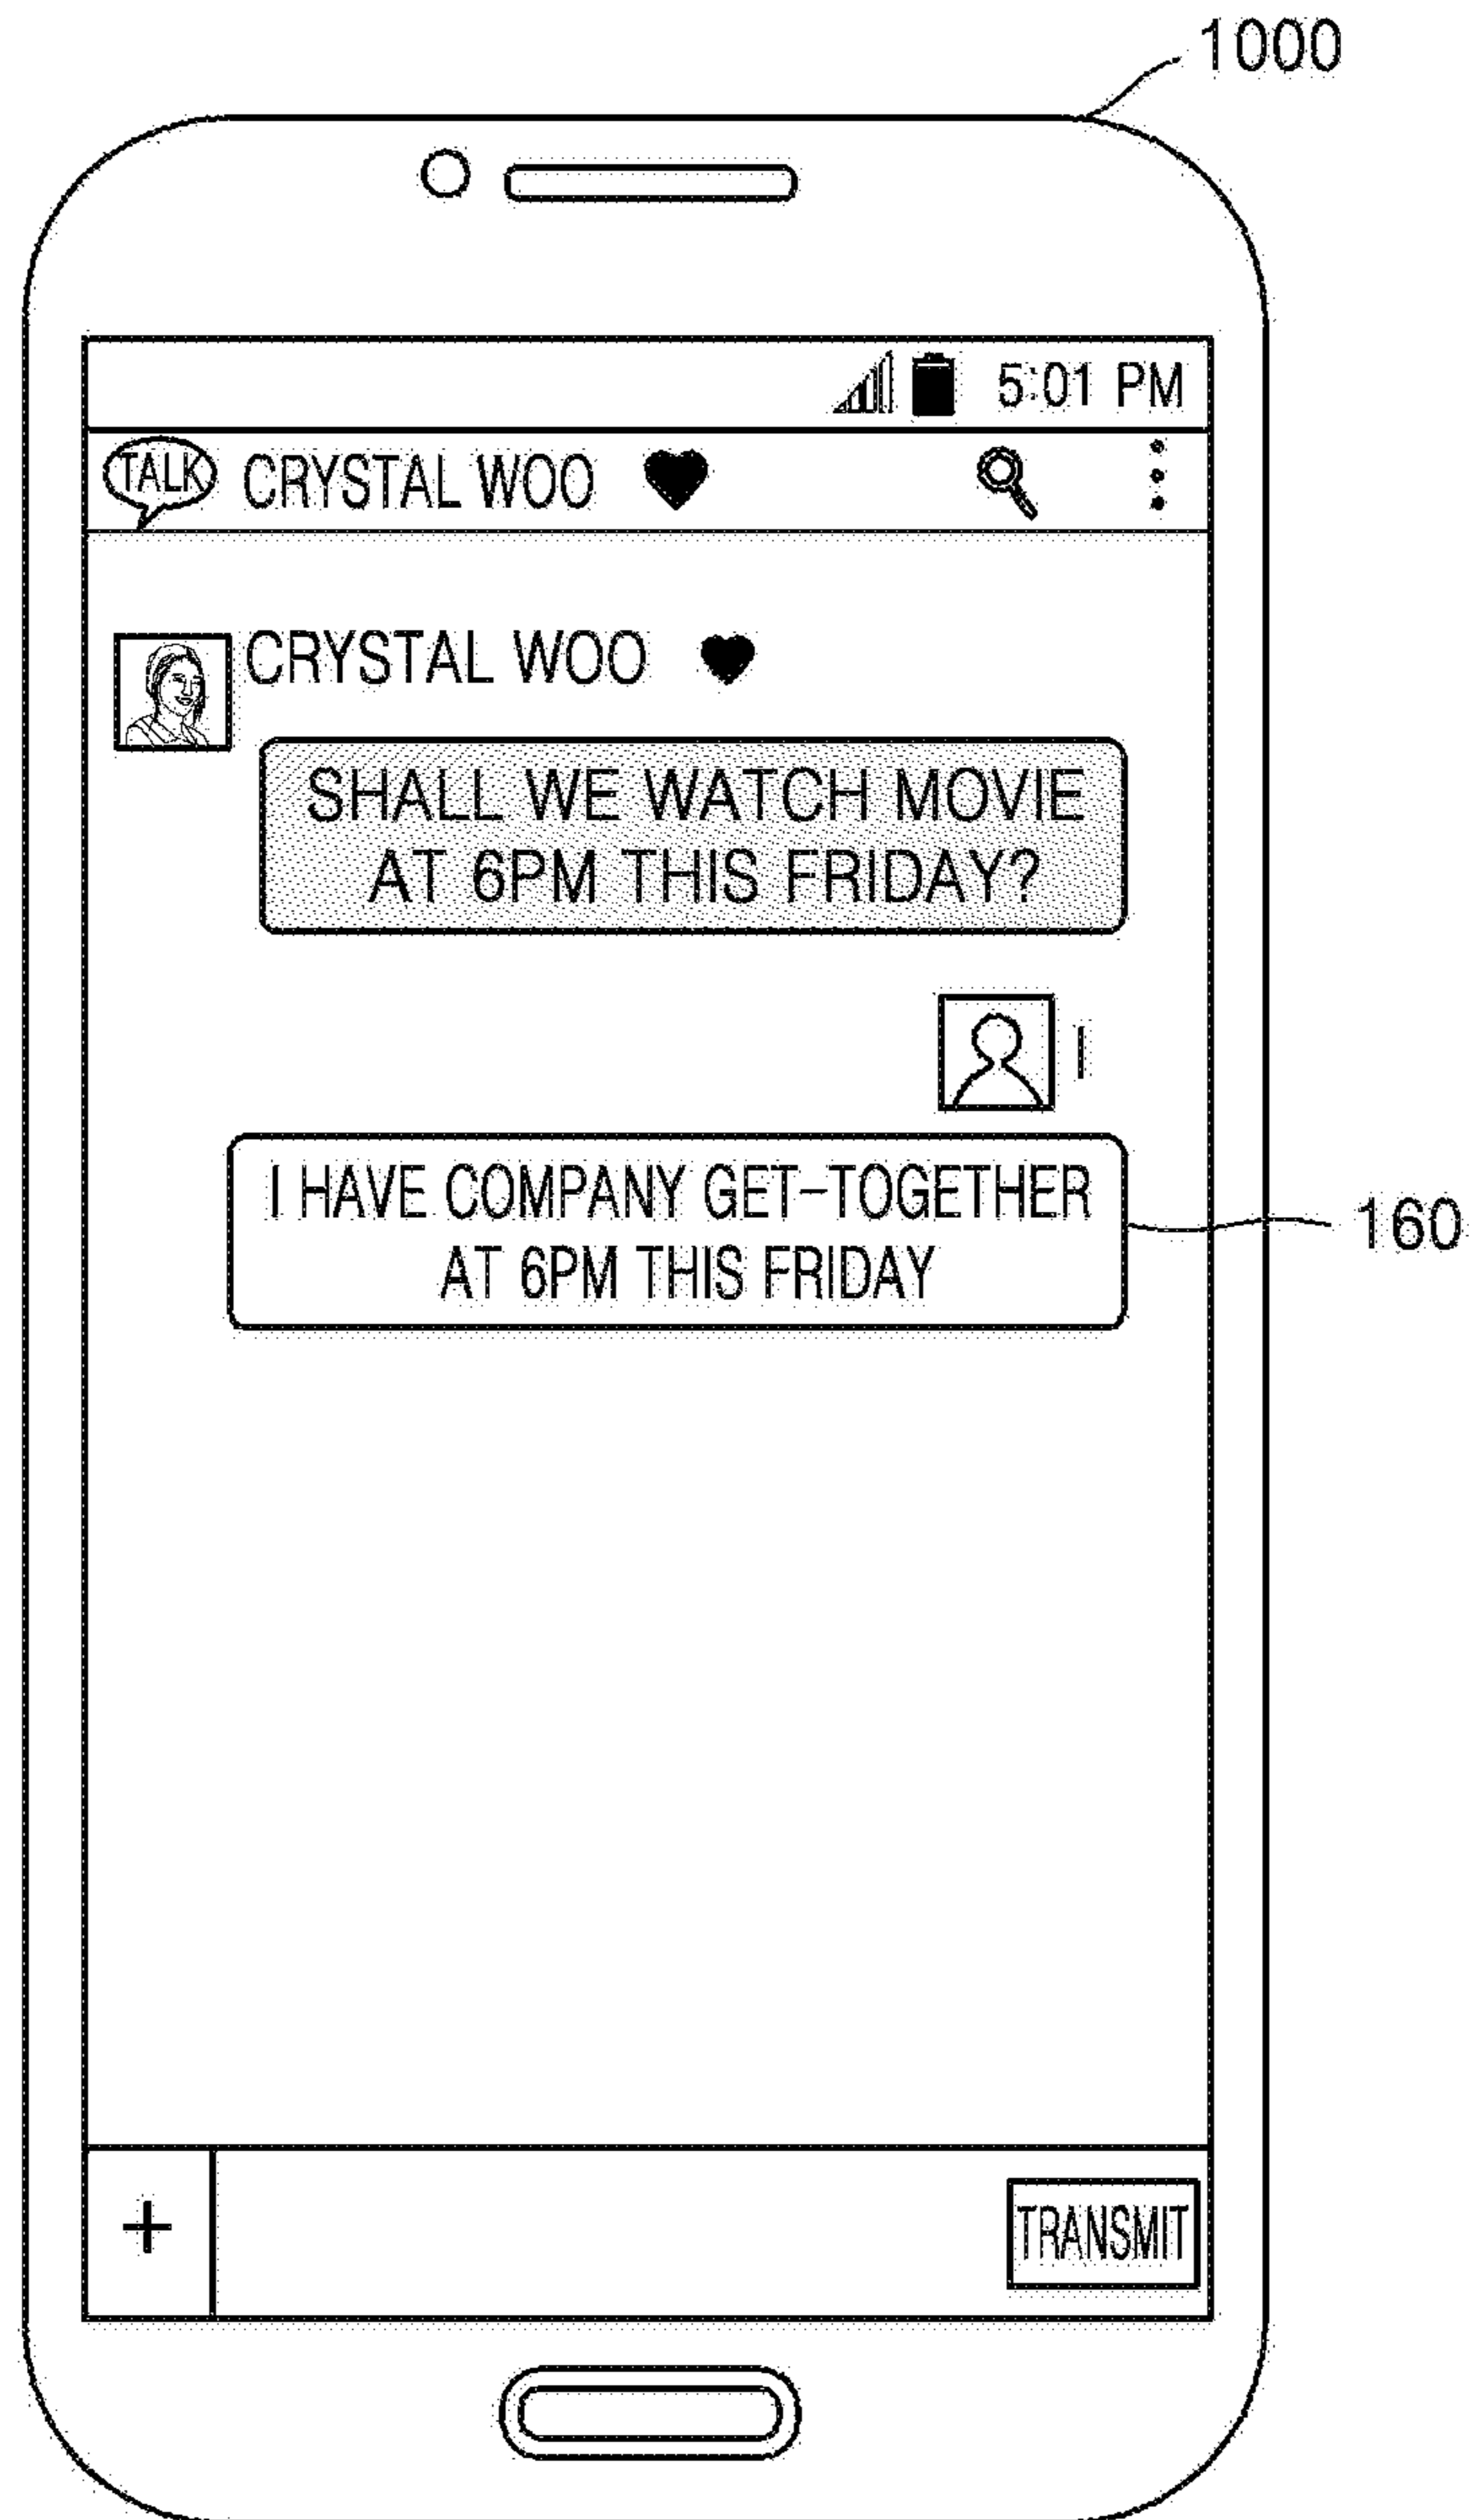 1000
5:01 PM
TALK CRYSTAL WOO
CRYSTAL WOO
SHALL WE WATCH MOVIE
AT 6PM THIS FRIDAY?
I
I HAVE COMPANY GET-TOGETHER
AT 6PM THIS FRIDAY
160
+
TRANSMIT